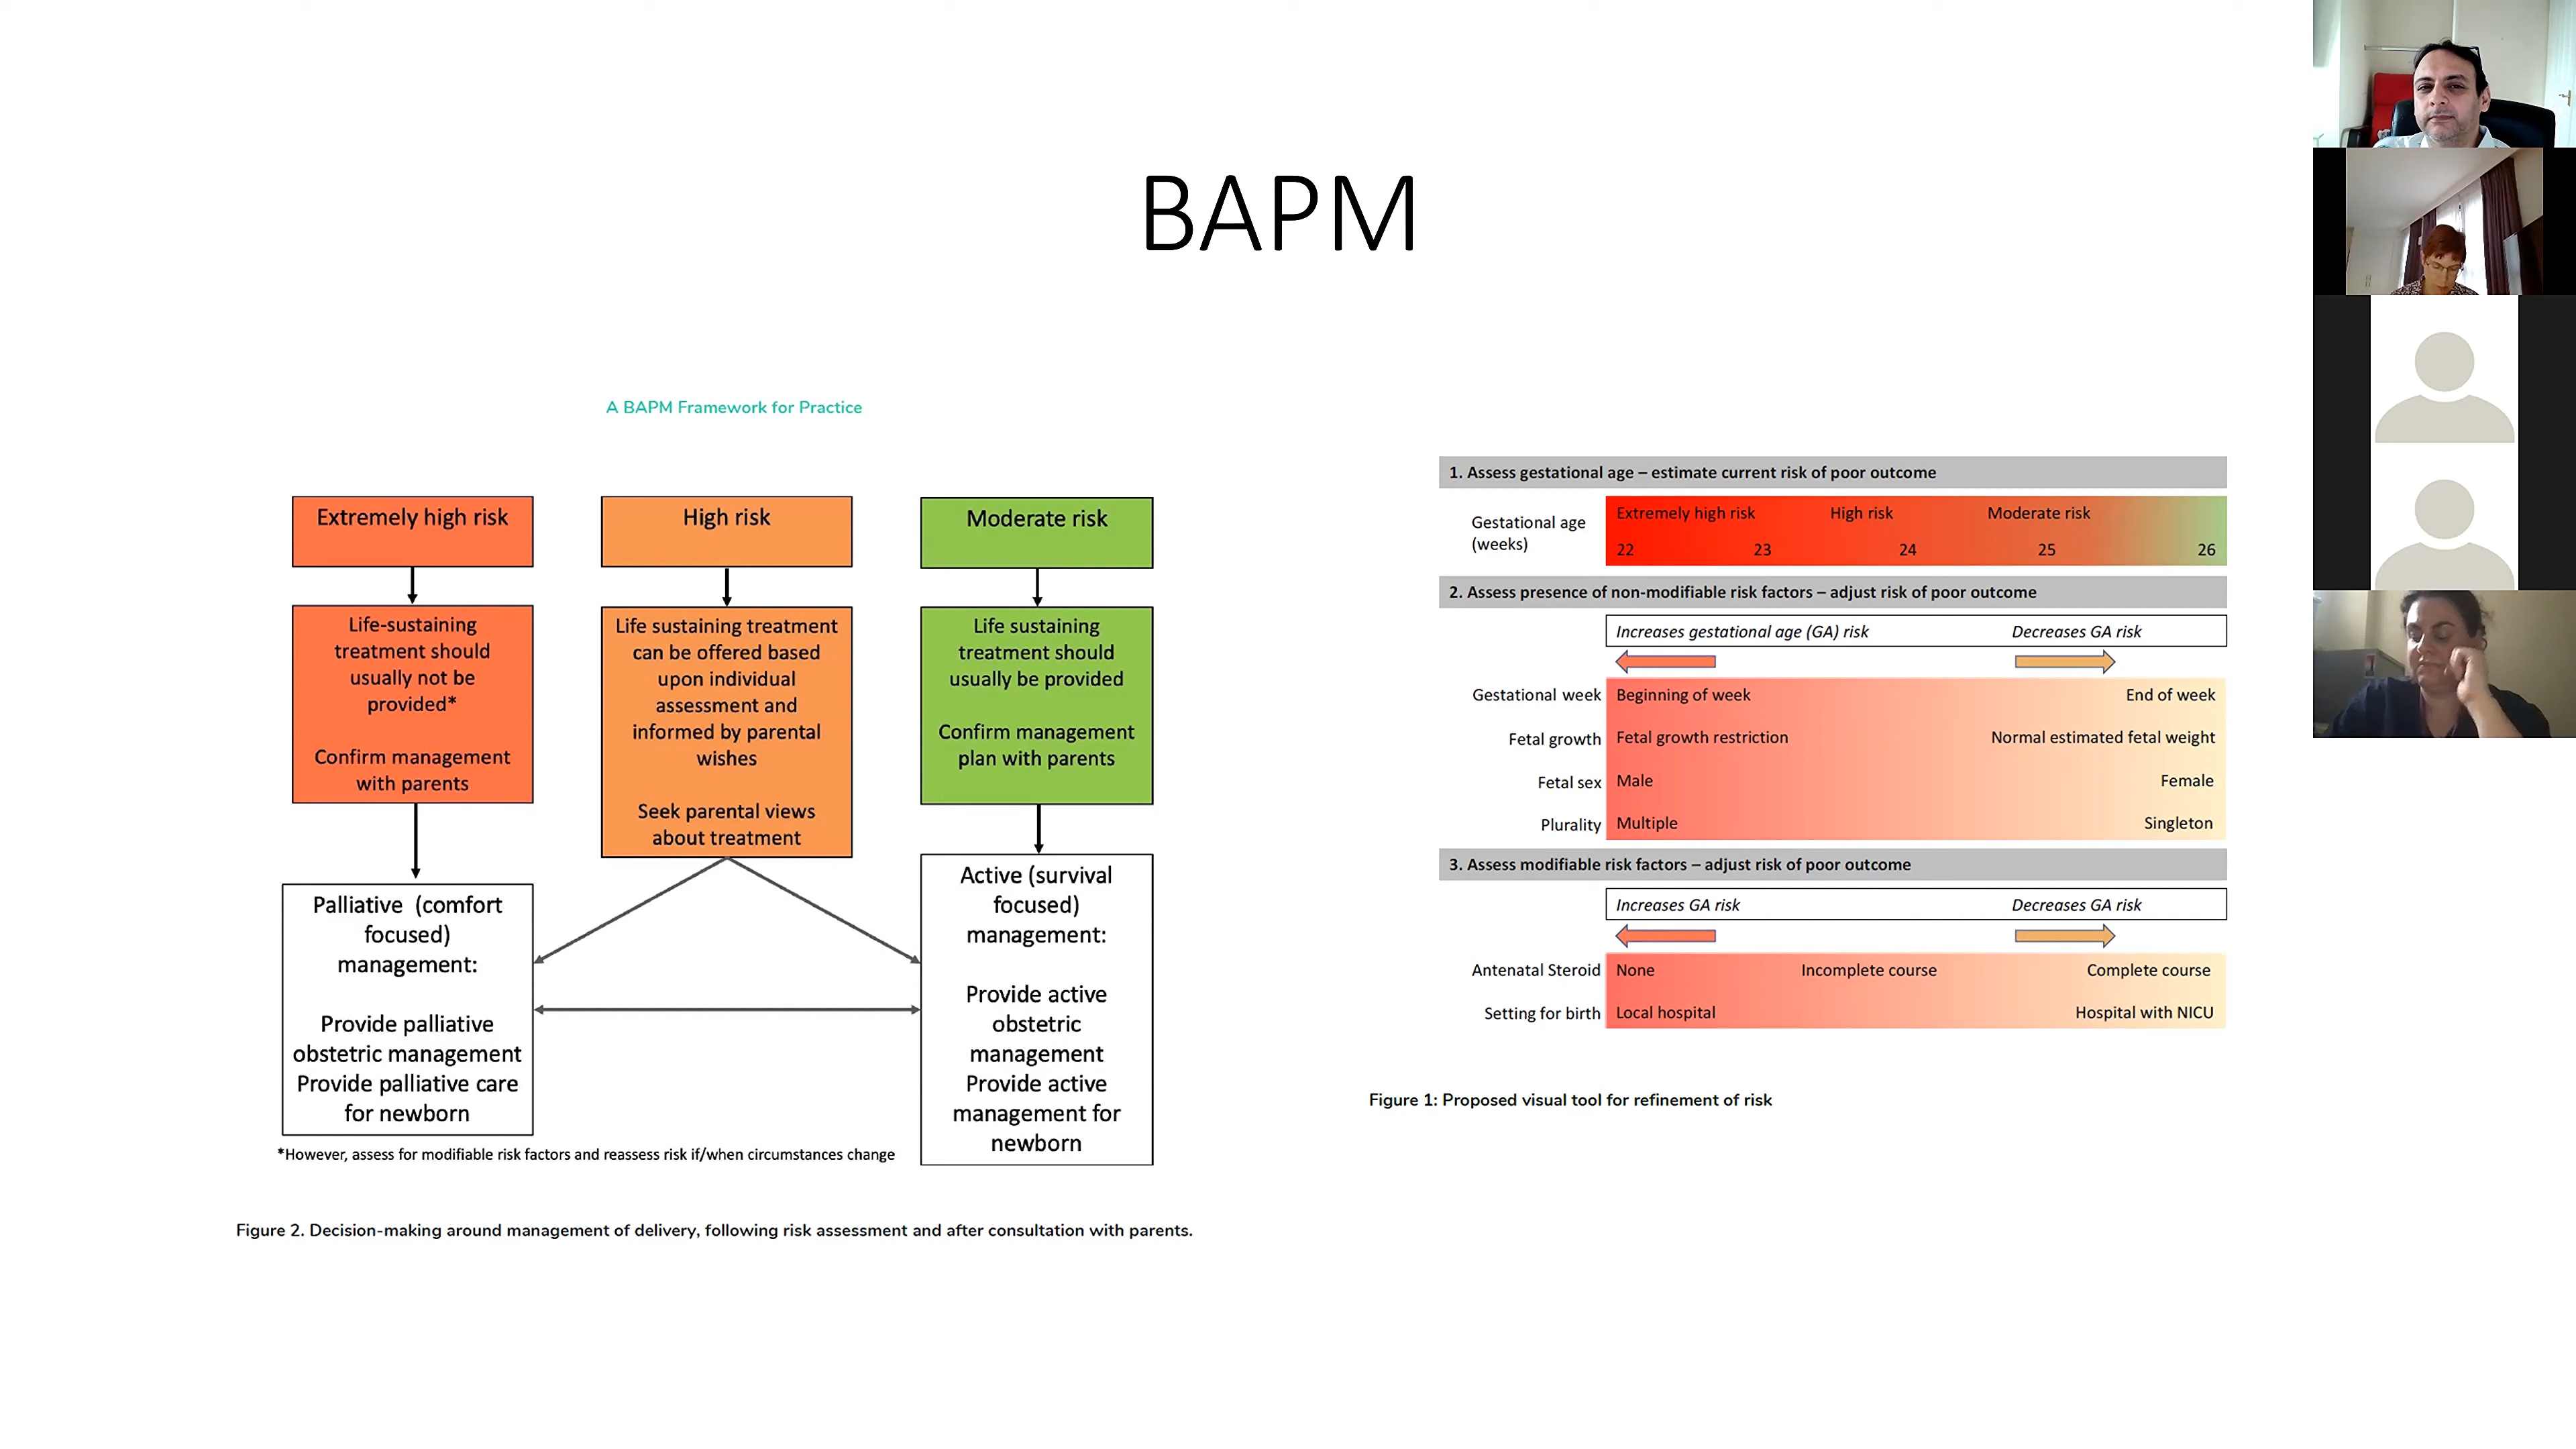 BAPM
A BAPM Framework for Practice
Extremely high risk
Life-sustaining
treatment should
usually not be
provided*
Confirm management
with parents
Palliative (comfort
focused)
management:
Provide palliative
obstetric management
Provide palliative care
for newborn
High risk
Life sustaining treatment
can be offered based
upon individual
assessment and
informed by parental
wishes
Seek parental views
about treatment
Moderate risk
Life sustaining
treatment should
usually be provided
Confirm management
plan with parents
Active (survival
focused)
management:
Provide active
obstetric
management
Provide active
management for
newborn
*However, assess for modifiable risk factors and reassess risk if/when circumstances change
Figure 2. Decision-making around management of delivery, following risk assessment and after consultation with parents.
1. Assess gestational age – estimate current risk of poor outcome
Gestational age
(weeks)
Extremely high risk High risk Moderate risk
22 23 24 25 26
2. Assess presence of non-modifiable risk factors – adjust risk of poor outcome
Increases gestational age (GA) risk Decreases GA risk
Gestational week Beginning of week End of week
Fetal growth Fetal growth restriction Normal estimated fetal weight
Fetal sex Male Female
Plurality Multiple Singleton
3. Assess modifiable risk factors – adjust risk of poor outcome
Increases GA risk Decreases GA risk
Antenatal Steroid None Incomplete course Complete course
Setting for birth Local hospital Hospital with NICU
Figure 1: Proposed visual tool for refinement of risk